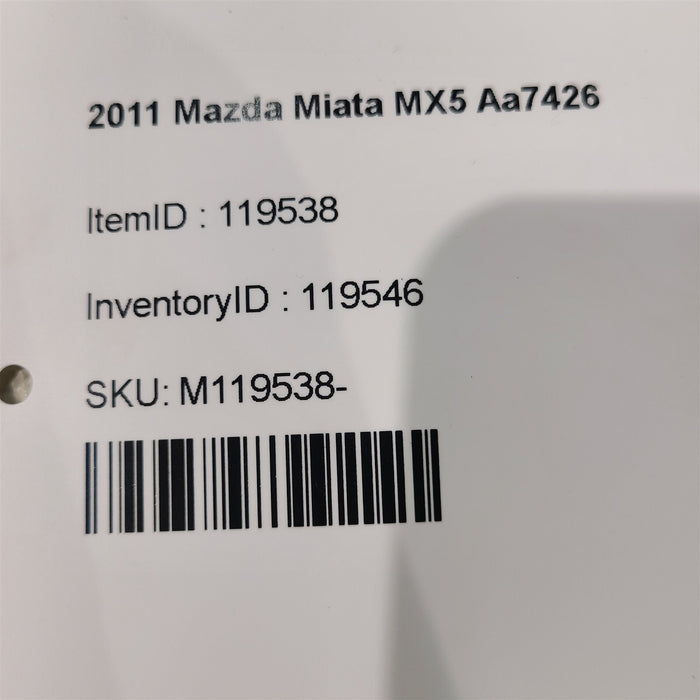 2011 Mazda Miata MX5 Aa7426
ItemID : 119538
InventoryID : 119546
SKU: M119538-